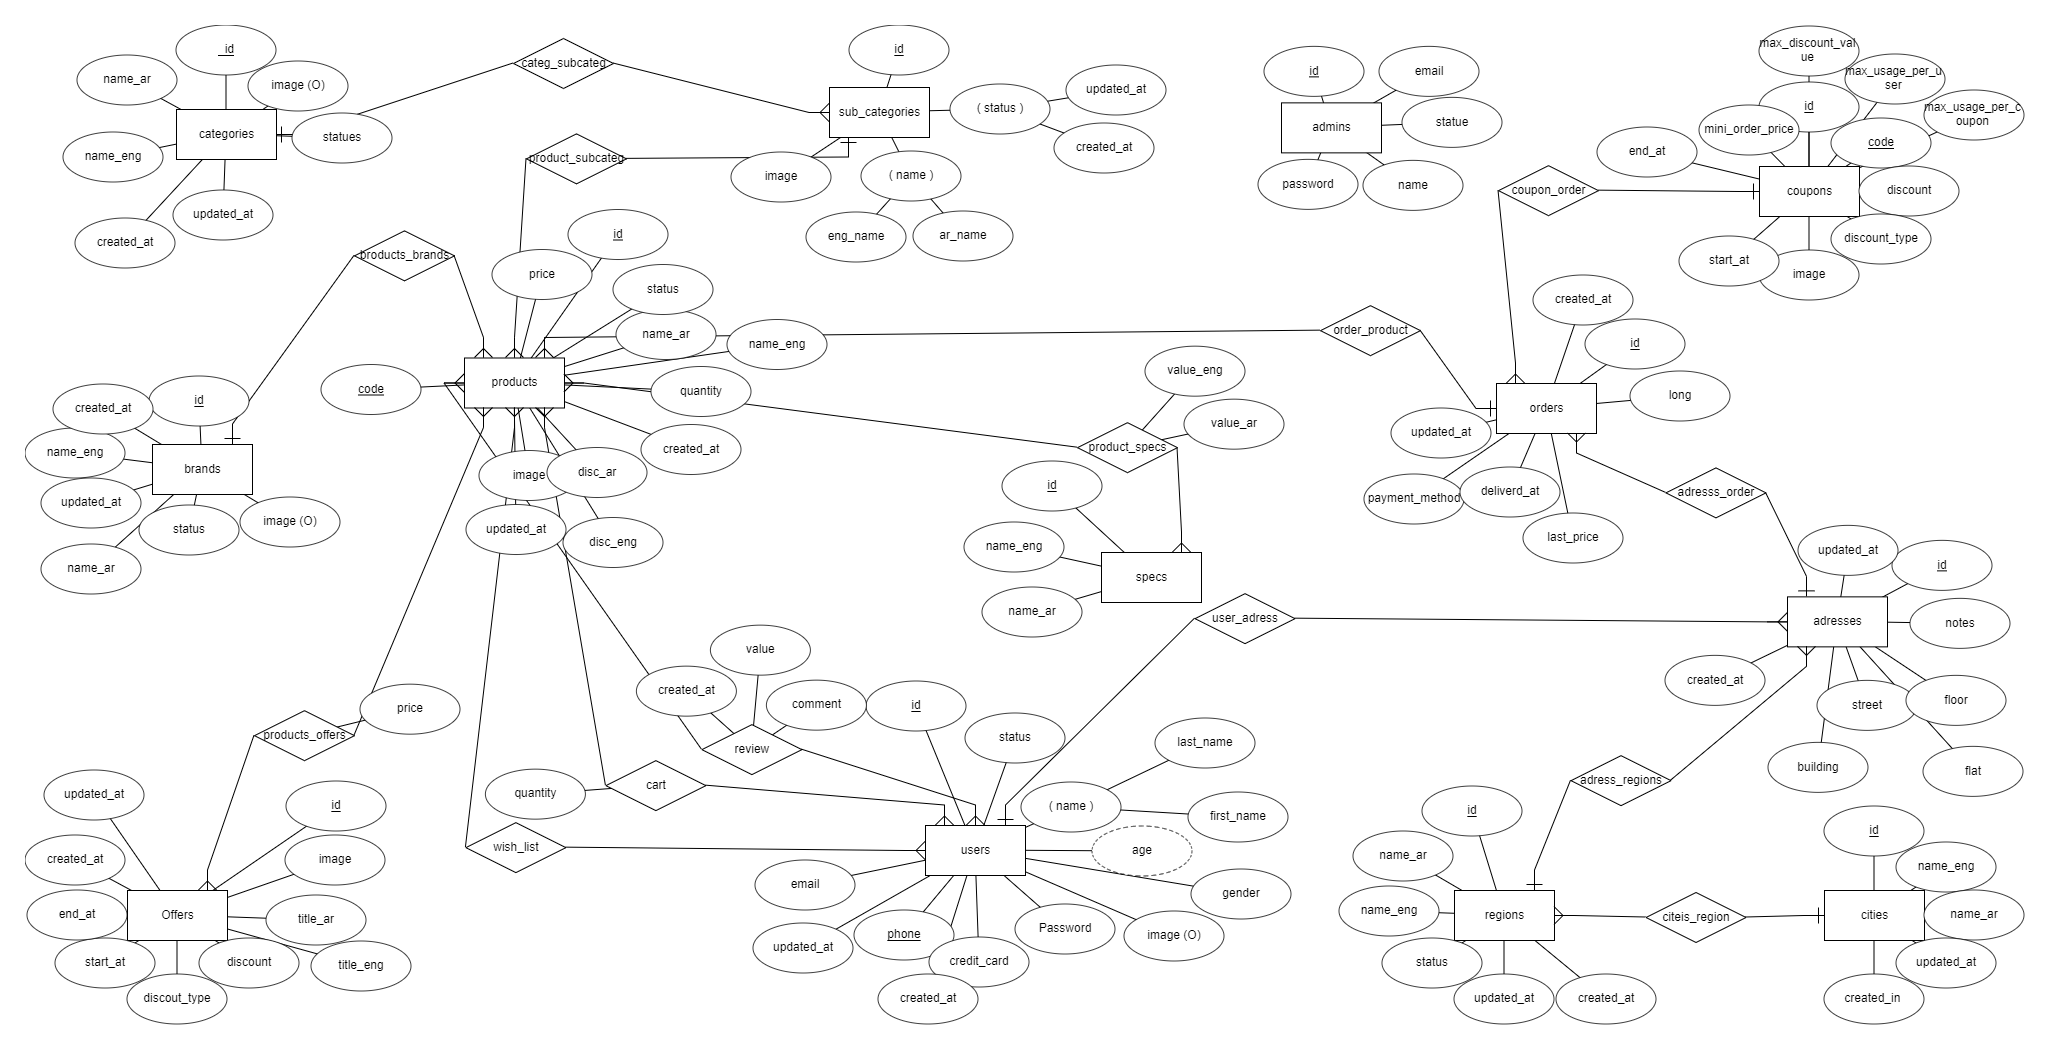 _id
name_ar
image (O)
categories
statues
name_eng
updated_at
created_at
categ_subcateg
id
sub_categories
( status )
updated_at
created_at
image
( name )
eng_name
ar_name
product_subcateg
id
email
admins
statue
password
name
max_discount_val
ue
max_usage_per_u
ser
id
max_usage_per_c
oupon
mini_order_price
code
end_at
coupons
discount
discount_type
start_at
image
coupon_order
products_brands
id
price
status
name_ar
name_eng
code
products
quantity
created_at
image
disc_ar
updated_at
disc_eng
order_product
created_at
id
long
orders
updated_at
payment_method
deliverd_at
last_price
id
created_at
name_eng
brands
updated_at
status
image (O)
name_ar
value_eng
value_ar
product_specs
id
name_eng
specs
name_ar
adresss_order
updated_at
id
adresses
notes
created_at
street
floor
building
flat
user_adress
price
products_offers
updated_at
id
created_at
image
end_at
Offers
title_ar
start_at
discount
title_eng
discout_type
value
created_at
comment
review
quantity
cart
wish_list
id
status
last_name
( name )
first_name
users
age
email
gender
phone
Password
image (O)
updated_at
credit_card
created_at
adress_regions
id
name_ar
name_eng
regions
status
updated_at
created_at
citeis_region
id
name_eng
cities
name_ar
updated_at
created_in